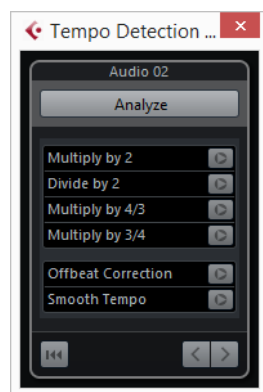 Tempo Detection ...
Audio 02
Analyze
Multiply by 2
Divide by 2
Multiply by 4/3
Multiply by 3/4
Offbeat Correction
Smooth Tempo